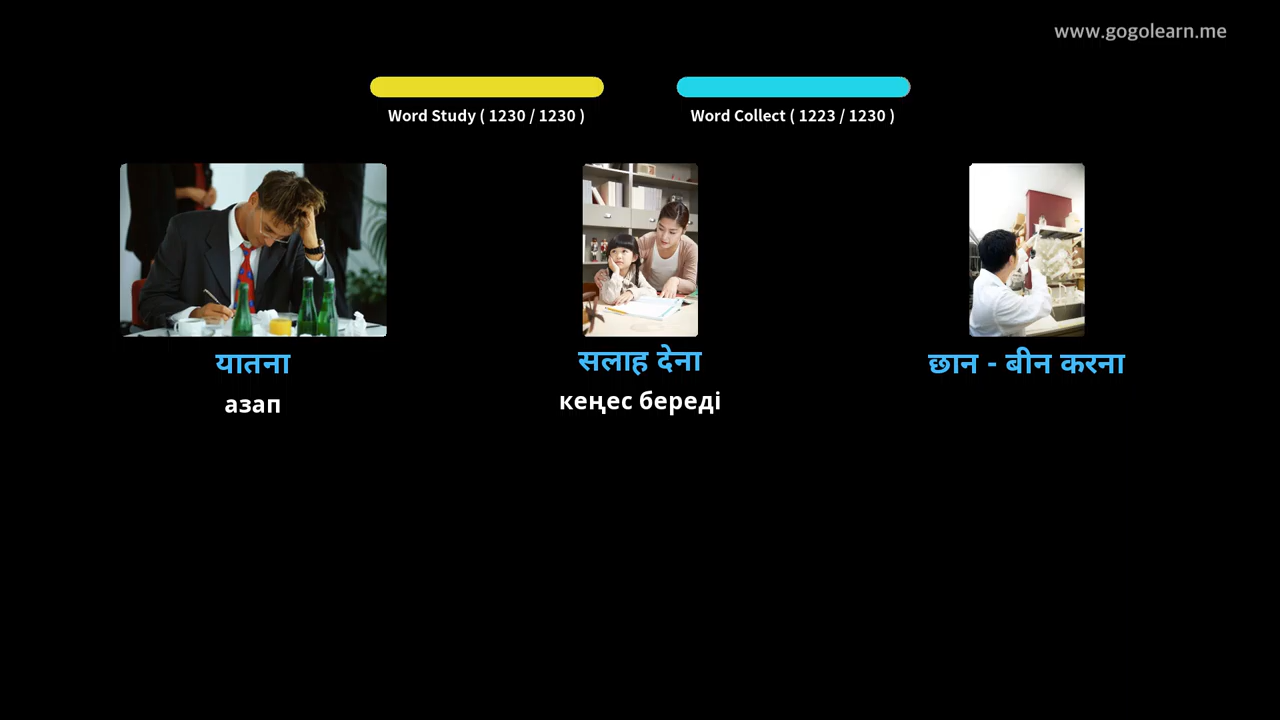 www.gogolearn.me
Word Study ( 1230 / 1230 )
Word Collect ( 1223 / 1230 )
यातना
सलाह देना
छान - बीन करना
азап
кеңес береді